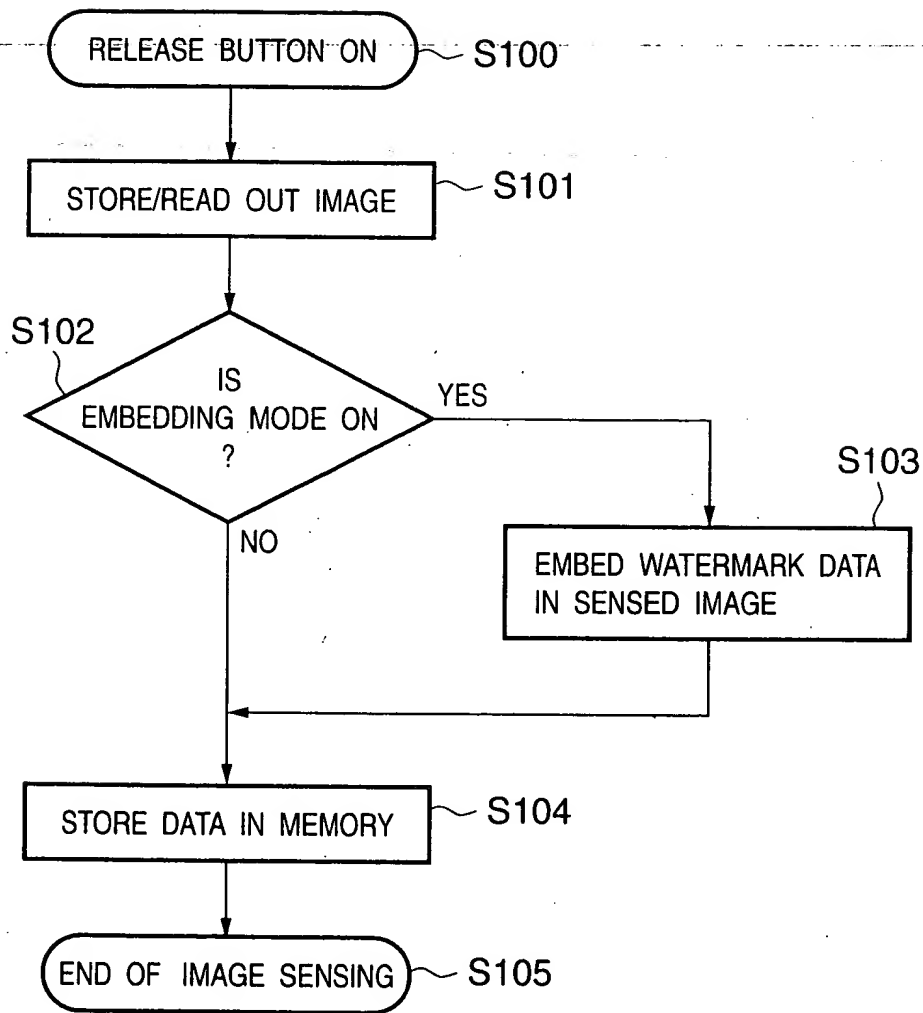 RELEASE BUTTON ON
S100
STORE/READ OUT IMAGE
S101
S102
IS
EMBEDDING MODE ON
?
YES
S103
NO
EMBED WATERMARK DATA
IN SENSED IMAGE
STORE DATA IN MEMORY
S104
END OF IMAGE SENSING
S105